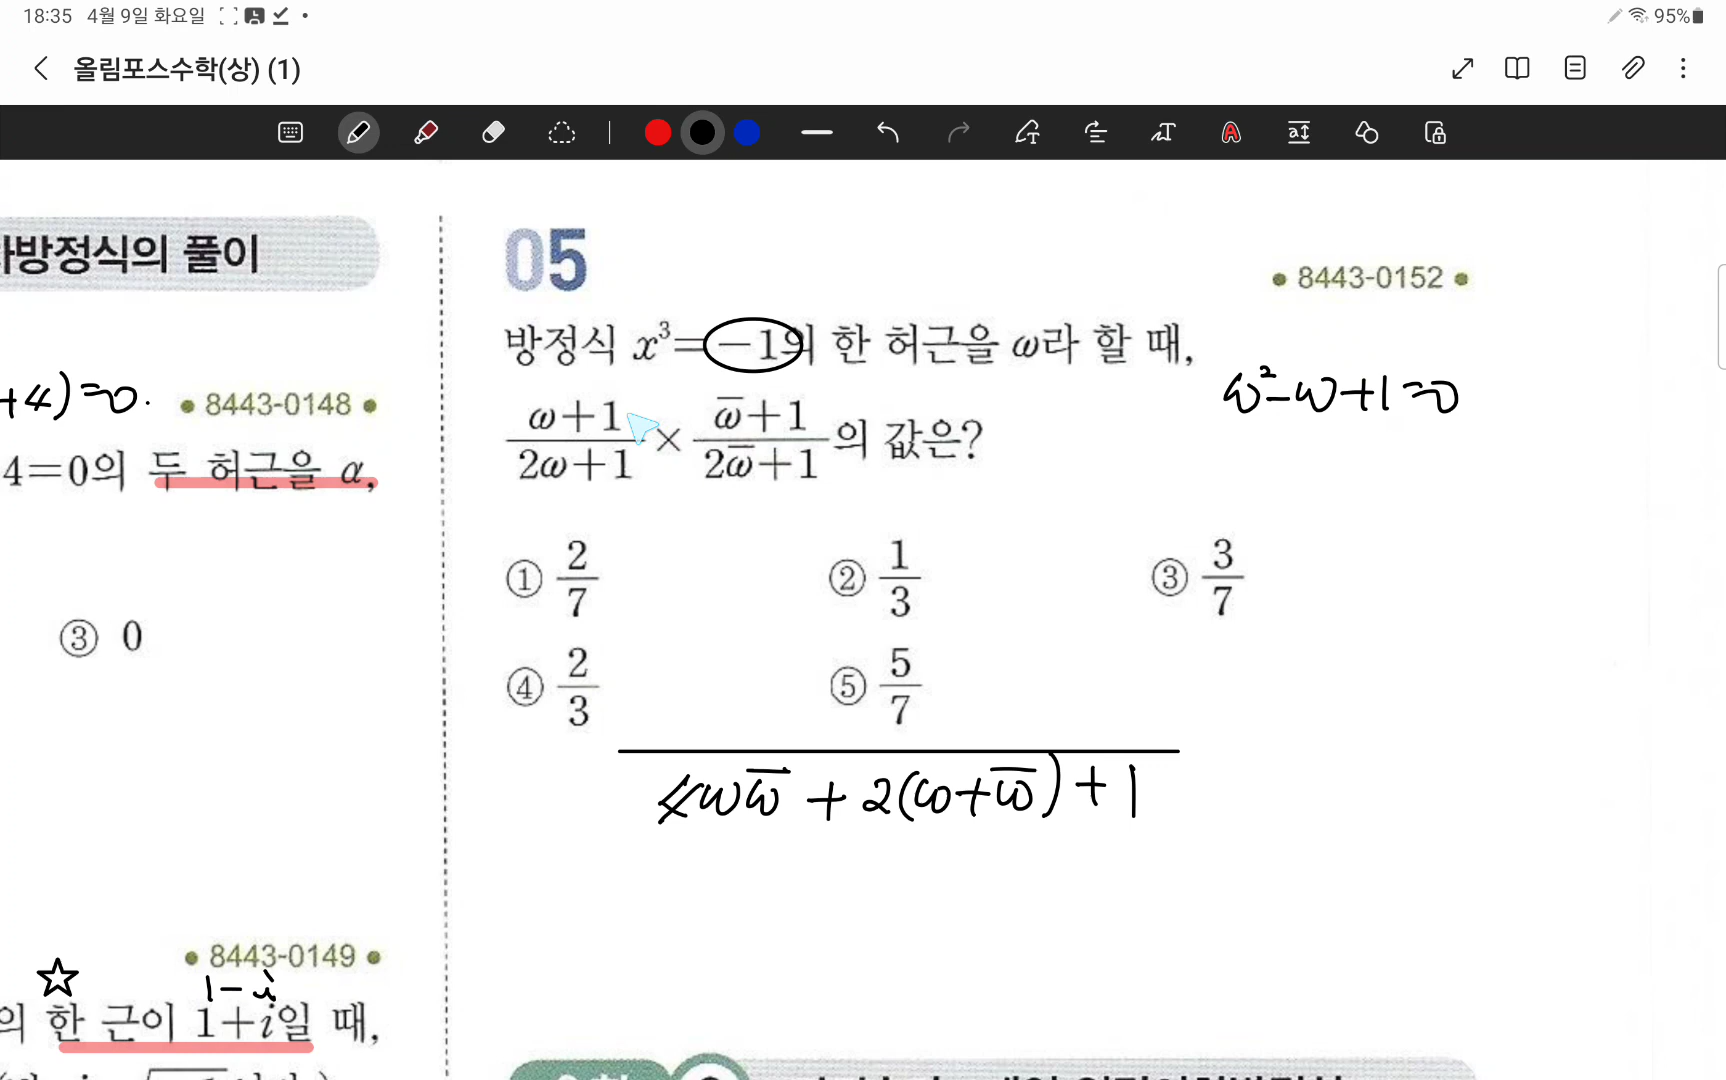 18:35 4월 9일 화요일
95%
올림포스수학(상) (1)
방정식의 풀이
+4)=0.
8443-0148
4=0의 두 허근을 α,
③ 0
8443-0149
1-i
의 한 근이 1+i일 때,
05
8443-0152
방정식 x³=-1의 한 허근을 ω라 할 때,
ω²-ω+1=0
(ω+1)/(2ω+1) × (ω̅+1)/(2ω̅+1) 의 값은?
① 2/7 ② 1/3 ③ 3/7
④ 2/3 ⑤ 5/7
4ωω̅ + 2(ω+ω̅) + 1